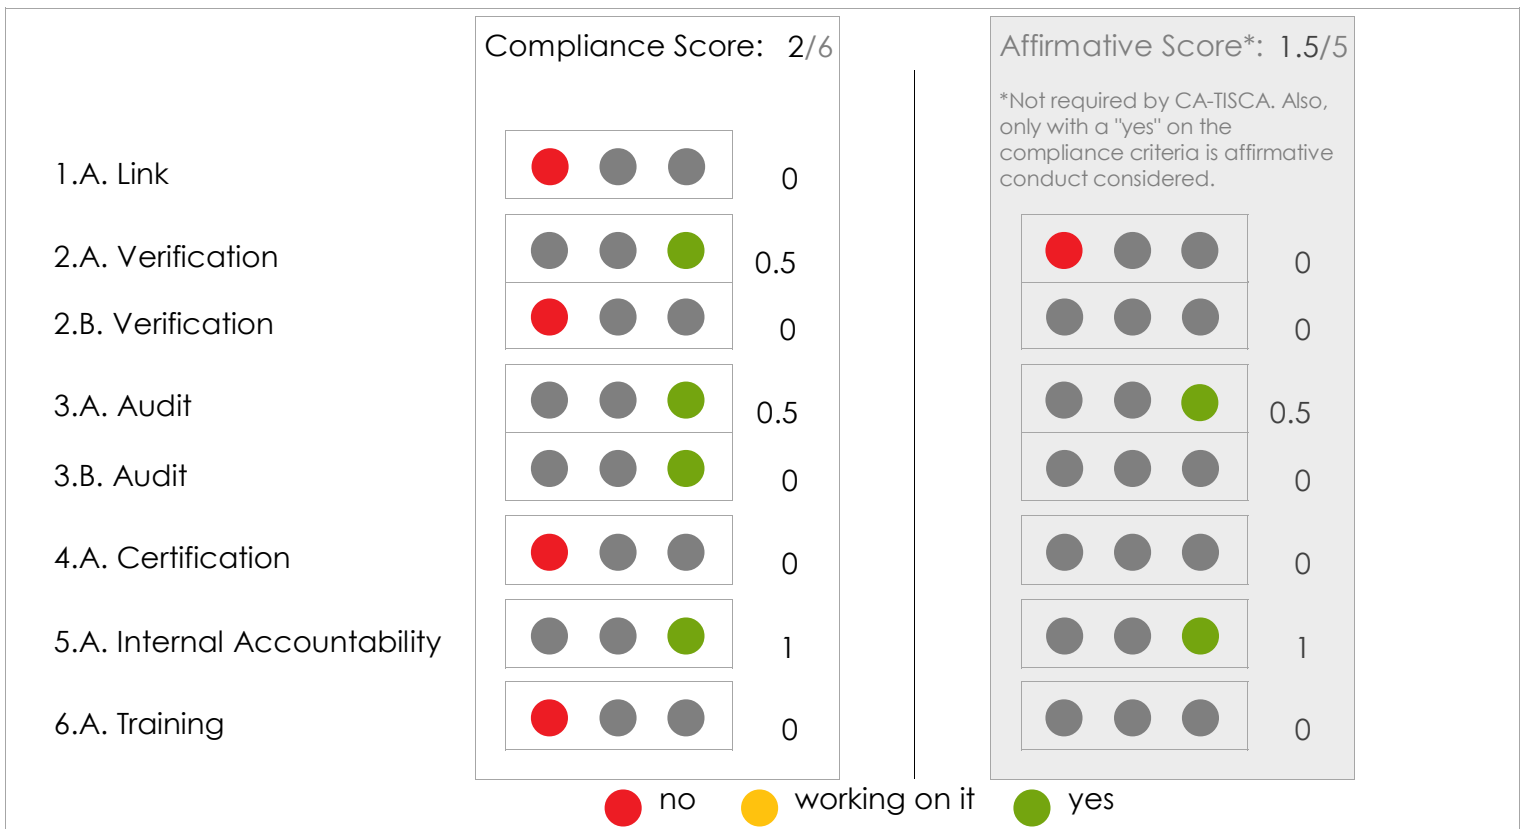 Compliance Score: 2/6
Affirmative Score*: 1.5/5
*Not required by CA-TISCA. Also,
only with a "yes" on the
compliance criteria is affirmative
conduct considered.
1.A. Link 0
2.A. Verification 0.5 0
2.B. Verification 0 0
3.A. Audit 0.5 0.5
3.B. Audit 0 0
4.A. Certification 0 0
5.A. Internal Accountability 1 1
6.A. Training 0 0
no working on it yes